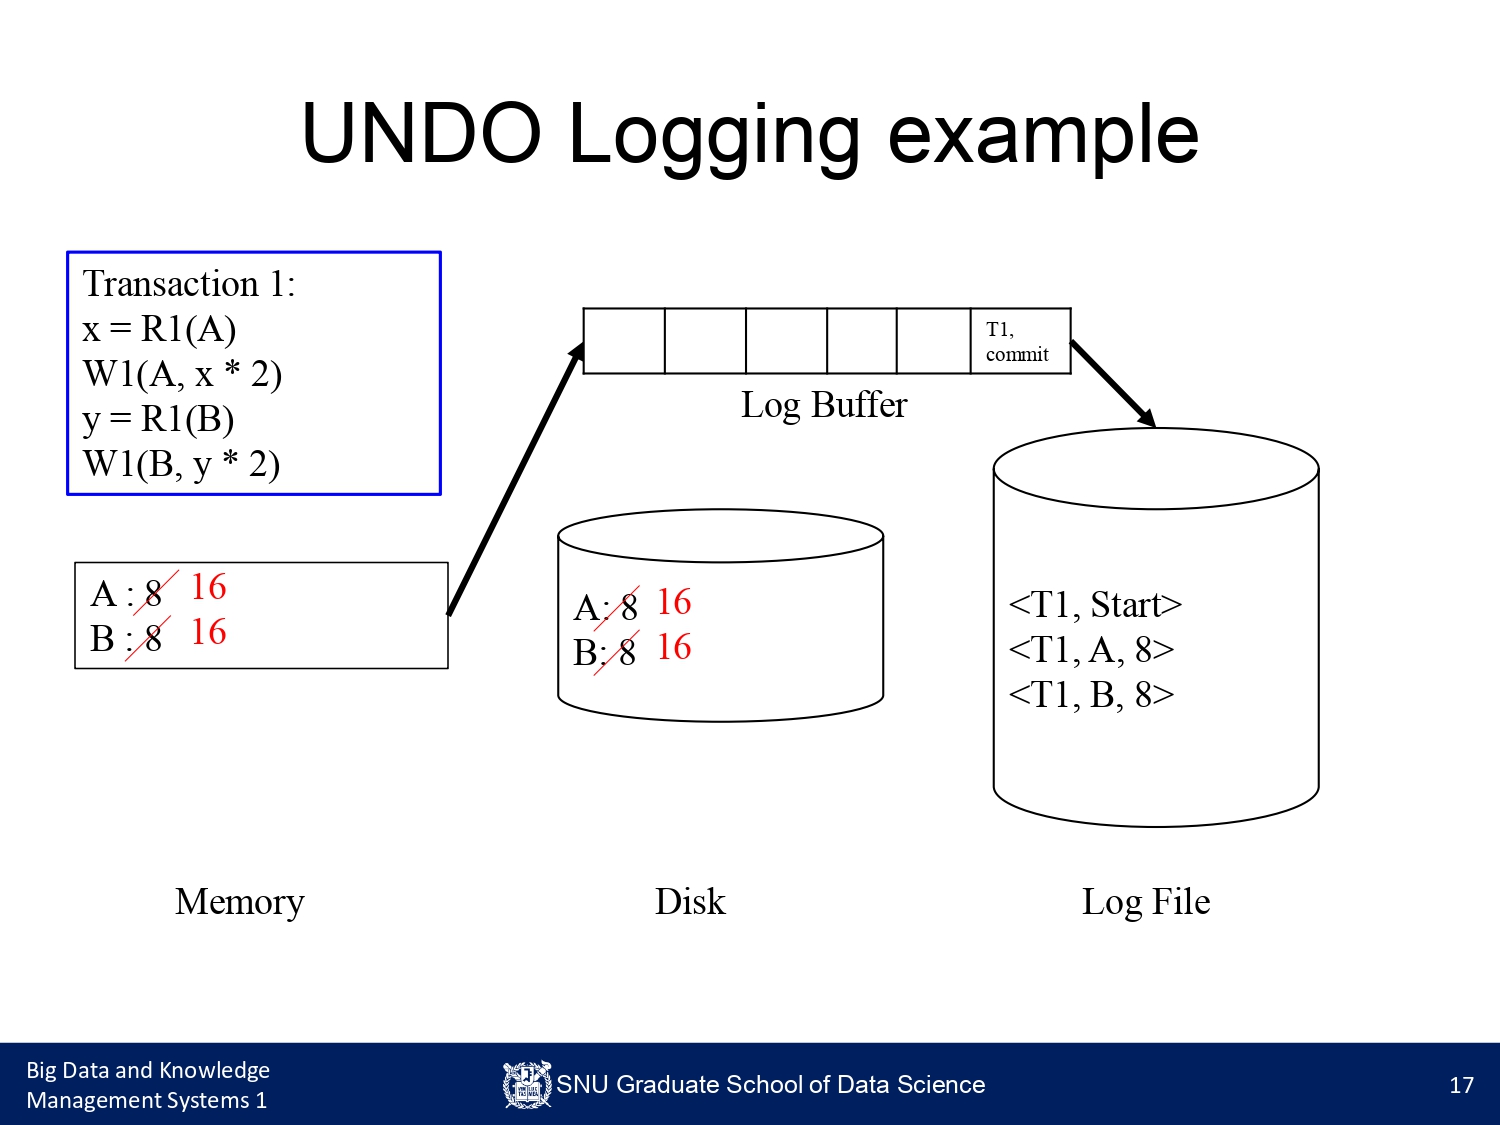 UNDO Logging example
Transaction 1:
x = R1(A)
W1(A, x * 2)
y = R1(B)
W1(B, y * 2)
T1,
commit
Log Buffer
A : 8 16
B : 8 16
A: 8 16
B: 8 16
<T1, Start>
<T1, A, 8>
<T1, B, 8>
Memory
Disk
Log File
Big Data and Knowledge
Management Systems 1
SNU Graduate School of Data Science
17